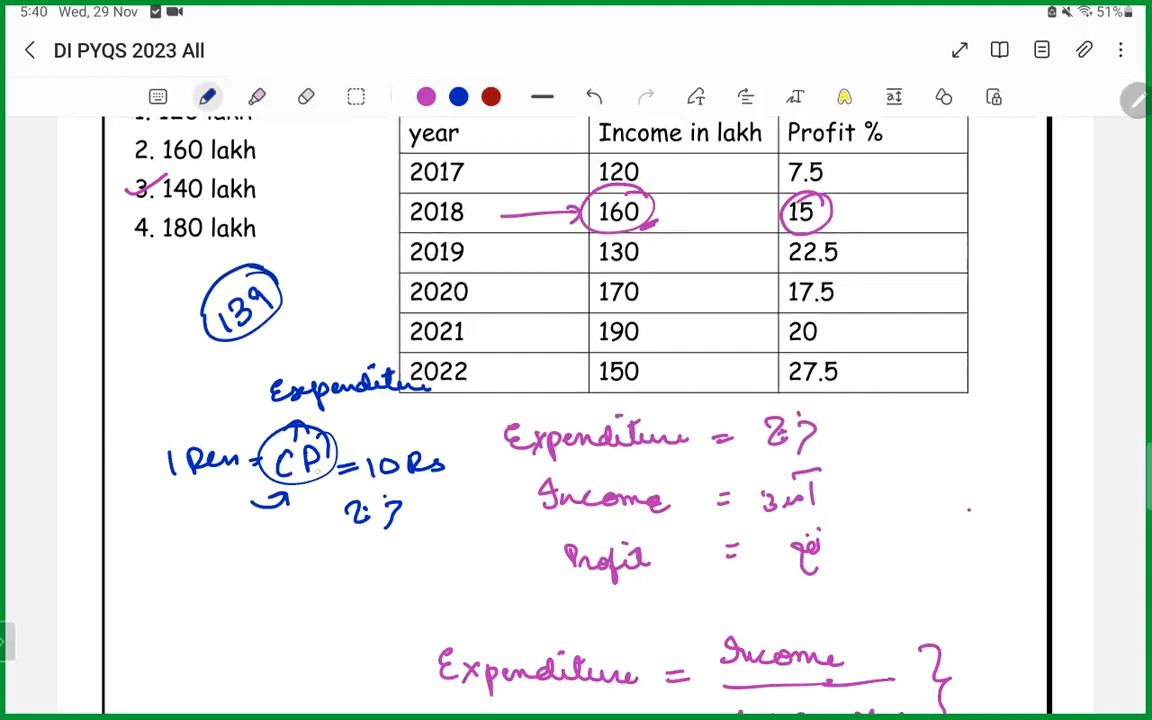 5:40 Wed, 29 Nov
51%
DI PYQS 2023 All
2. 160 lakh
3. 140 lakh
4. 180 lakh
year Income in lakh Profit %
2017 120 7.5
2018 160 15
2019 130 22.5
2020 170 17.5
2021 190 20
2022 150 27.5
139
Expenditure
1 Pen = CP = 10 Rs
Expenditure =
Income =
Profit =
Expenditure = Income